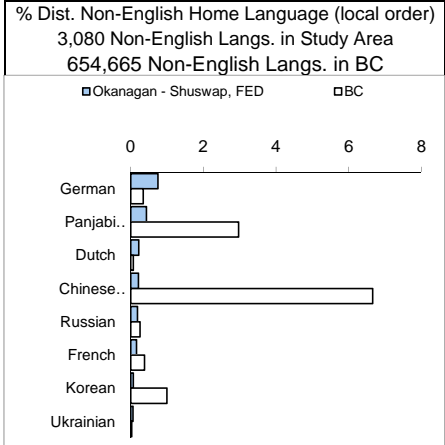 % Dist. Non-English Home Language (local order)
3,080 Non-English Langs. in Study Area
654,665 Non-English Langs. in BC
Okanagan - Shuswap, FED BC
0 2 4 6 8
German
Panjabi..
Dutch
Chinese..
Russian
French
Korean
Ukrainian